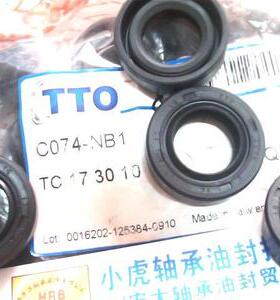 TTO
C074-NB1
TC 17 30 10
Lot 0016202-125384-0910 Made in Taiwan
小虎轴承油封
HBB